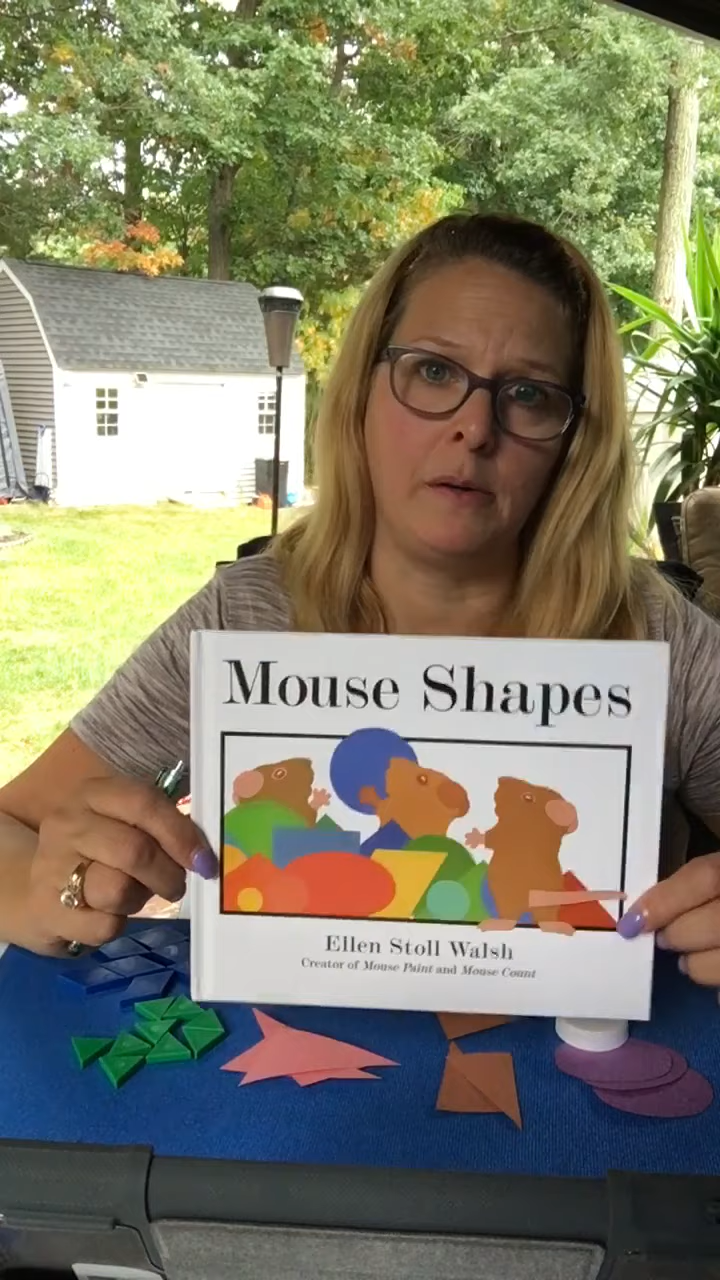 Mouse Shapes
Ellen Stoll Walsh
Creator of Mouse Paint and Mouse Count